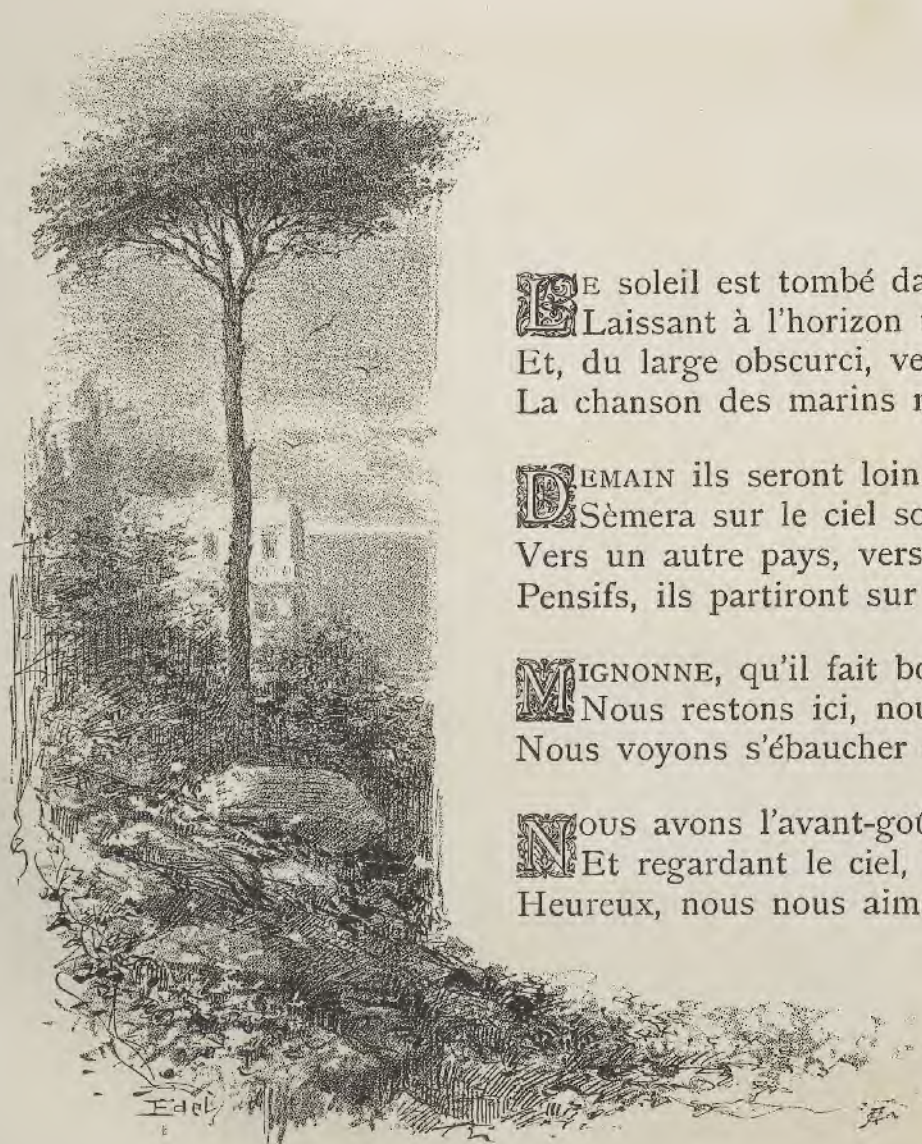 LE soleil est tombé da
Laissant à l'horizon
Et, du large obscurci, ve
La chanson des marins
DEMAIN ils seront loin
Sèmera sur le ciel so
Vers un autre pays, vers
Pensifs, ils partiront sur
MIGNONNE, qu'il fait bo
Nous restons ici, nou
Nous voyons s'ébaucher
NOUS avons l'avant-goû
Et regardant le ciel,
Heureux, nous nous aim
Edel